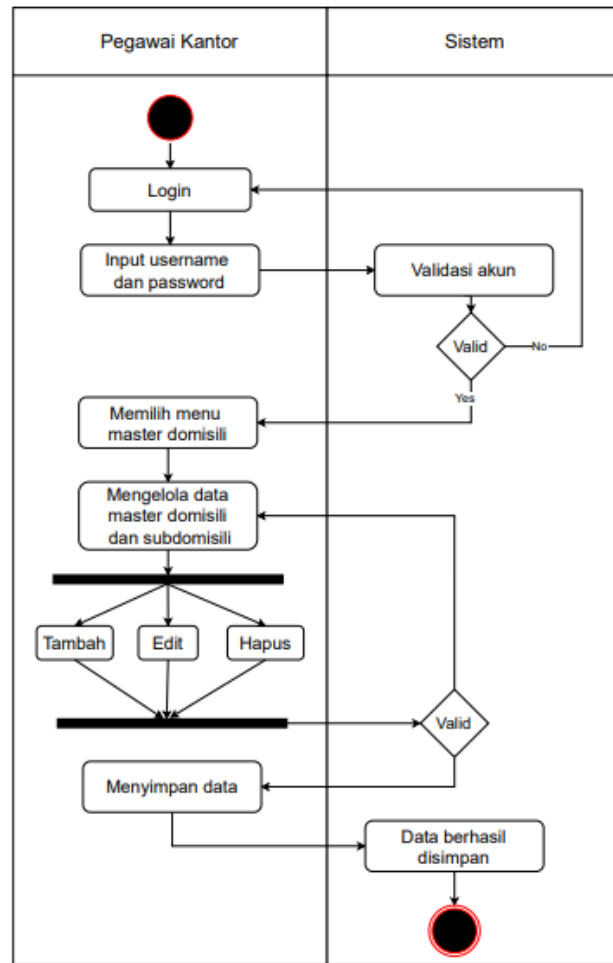 Pegawai Kantor
Sistem
Login
Input username
dan password
Validasi akun
Valid
No
Yes
Memilih menu
master domisili
Mengelola data
master domisili
dan subdomisili
Tambah
Edit
Hapus
Valid
Menyimpan data
Data berhasil
disimpan